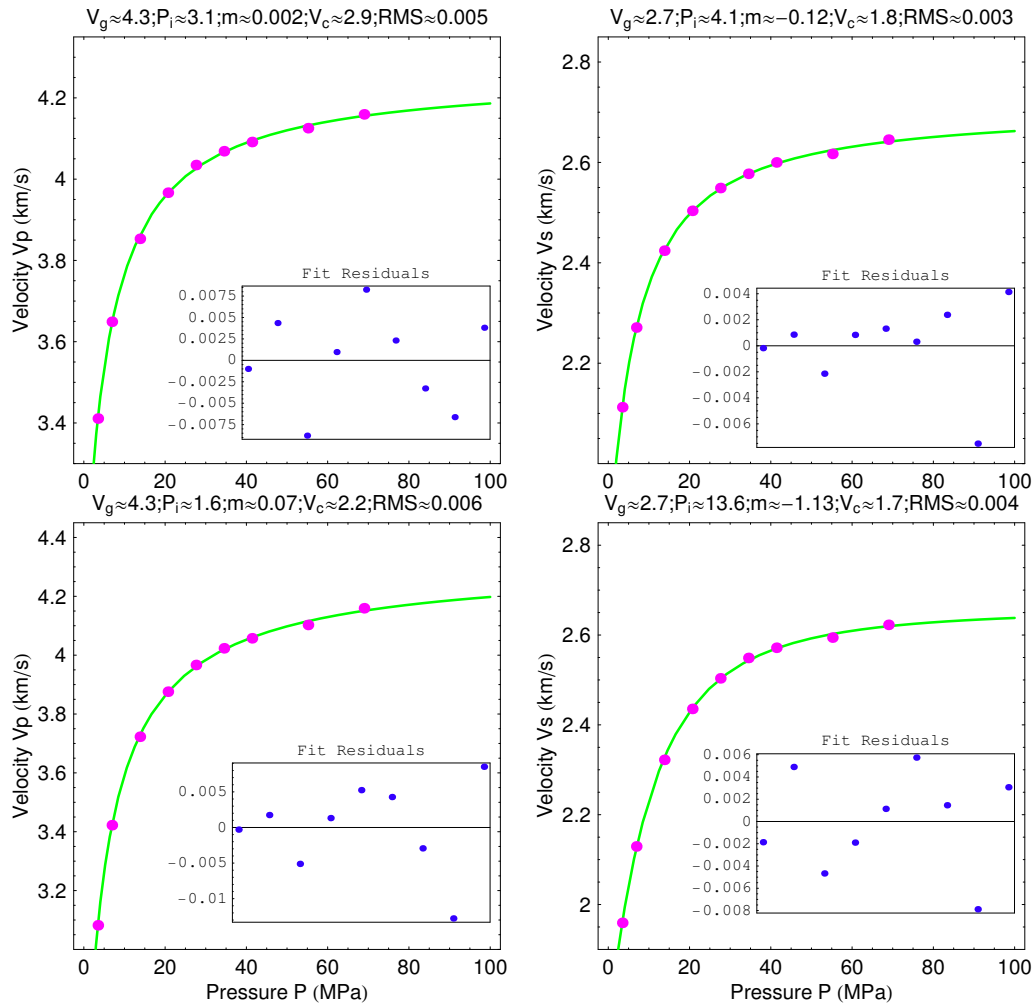 V_g≈4.3;P_i≈3.1;m≈0.002;V_c≈2.9;RMS≈0.005
4.2
4
3.8
3.6
3.4
Velocity Vp (km/s)
Fit Residuals
0.0075
0.005
0.0025
0
-0.0025
-0.005
-0.0075
0 20 40 60 80 100
V_g≈2.7;P_i≈4.1;m≈-0.12;V_c≈1.8;RMS≈0.003
2.8
2.6
2.4
2.2
Velocity Vs (km/s)
Fit Residuals
0.004
0.002
0
-0.002
-0.004
-0.006
0 20 40 60 80 100
V_g≈4.3;P_i≈1.6;m≈0.07;V_c≈2.2;RMS≈0.006
4.4
4.2
4
3.8
3.6
3.4
3.2
Velocity Vp (km/s)
Fit Residuals
0.005
0
-0.005
-0.01
0 20 40 60 80 100
Pressure P (MPa)
V_g≈2.7;P_i≈13.6;m≈-1.13;V_c≈1.7;RMS≈0.004
2.8
2.6
2.4
2.2
2
Velocity Vs (km/s)
Fit Residuals
0.006
0.004
0.002
0
-0.002
-0.004
-0.006
-0.008
0 20 40 60 80 100
Pressure P (MPa)